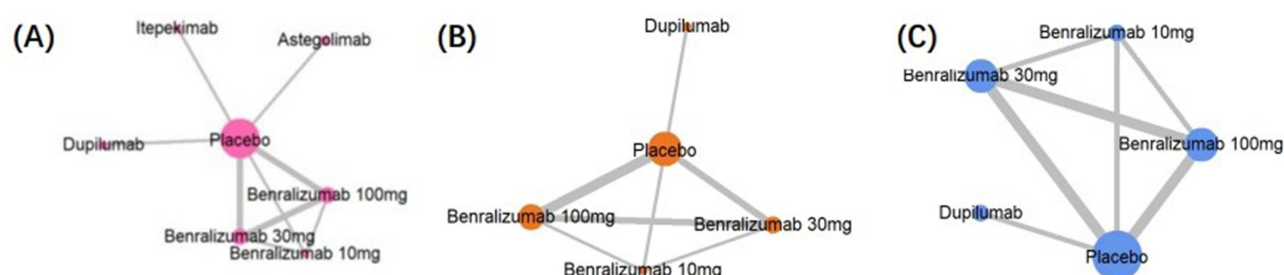 (A)
Itepekimab
Astegolimab
Dupilumab
Placebo
Benralizumab 100mg
Benralizumab 30mg
Benralizumab 10mg
(B)
Dupilumab
Placebo
Benralizumab 100mg
Benralizumab 30mg
Benralizumab 10mg
(C)
Benralizumab 10mg
Benralizumab 30mg
Benralizumab 100mg
Dupilumab
Placebo